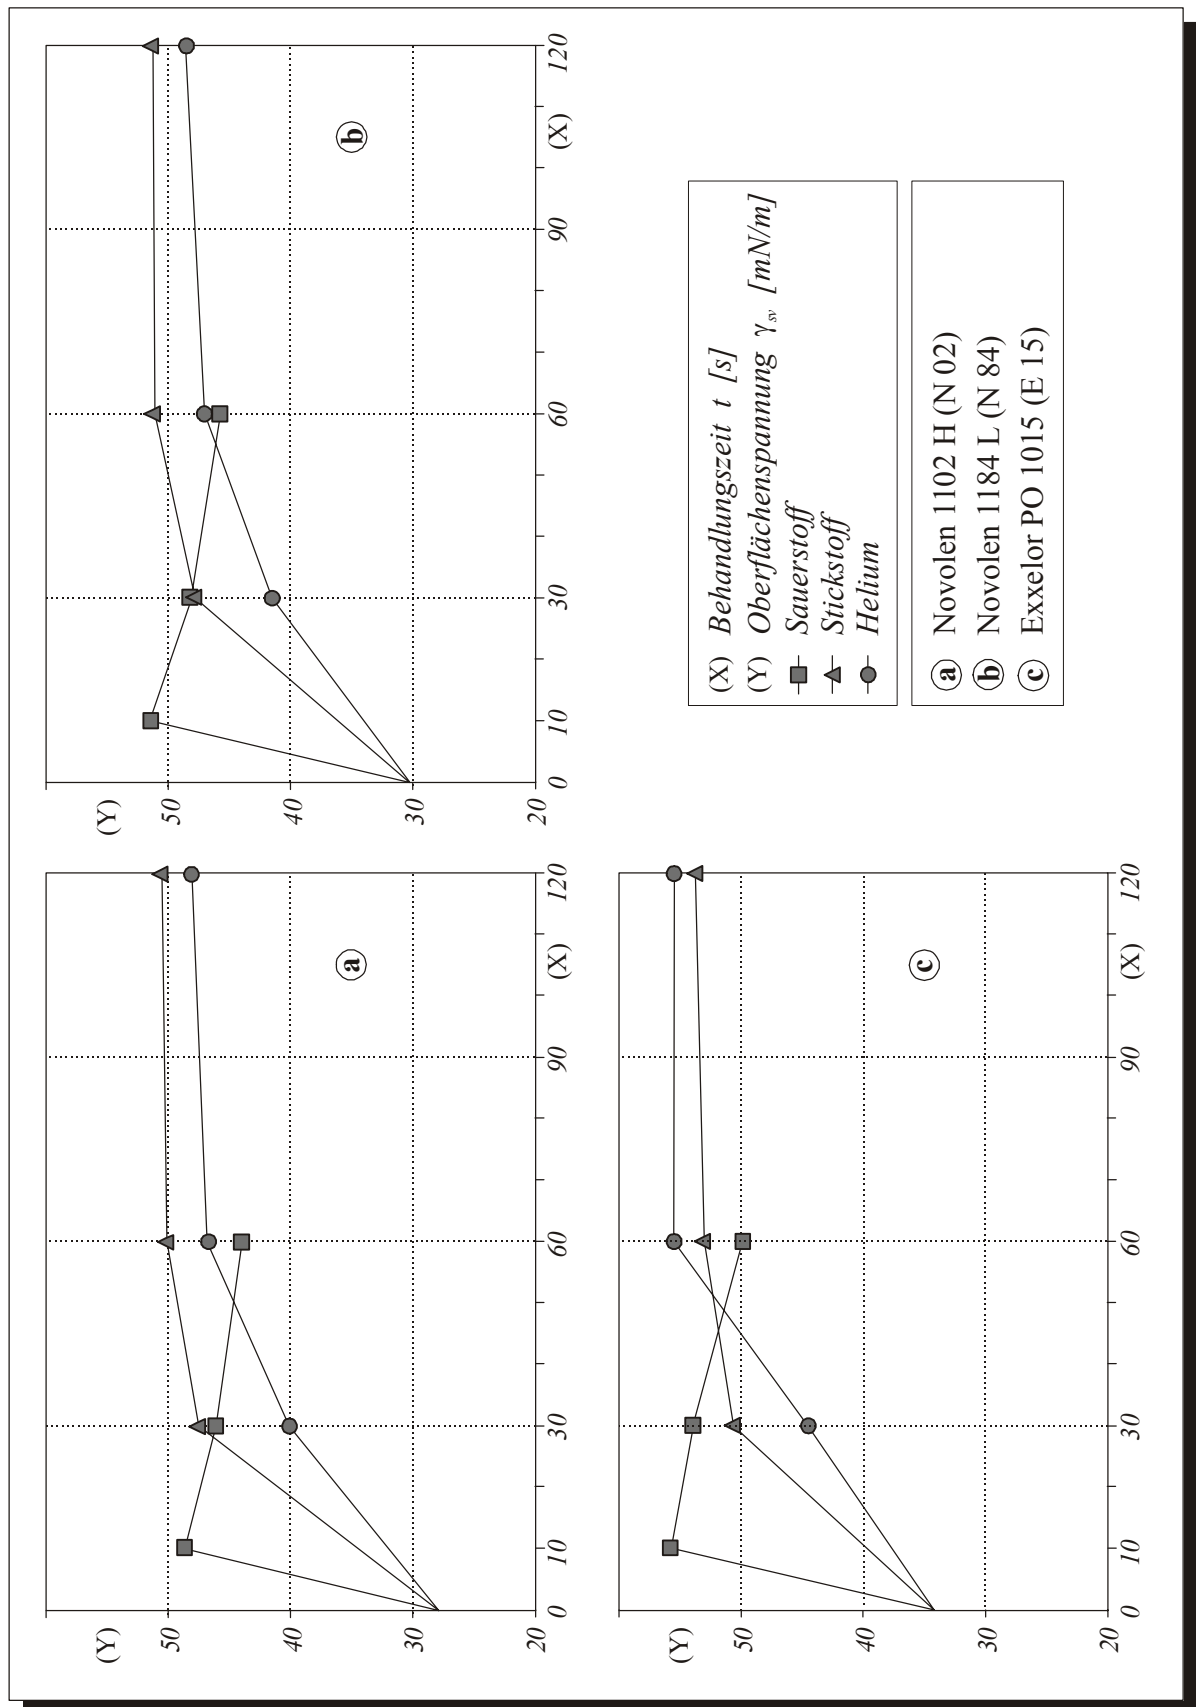 (Y)
50
40
30
20
a
0 10 30 60 90 (X) 120
(Y)
50
40
30
20
b
0 10 30 60 90 (X) 120
(Y)
50
40
30
20
c
0 10 30 60 90 (X) 120
(X) Behandlungszeit t [s]
(Y) Oberflächenspannung γsv [mN/m]
Sauerstoff
Stickstoff
Helium
a Novolen 1102 H (N 02)
b Novolen 1184 L (N 84)
c Exxelor PO 1015 (E 15)